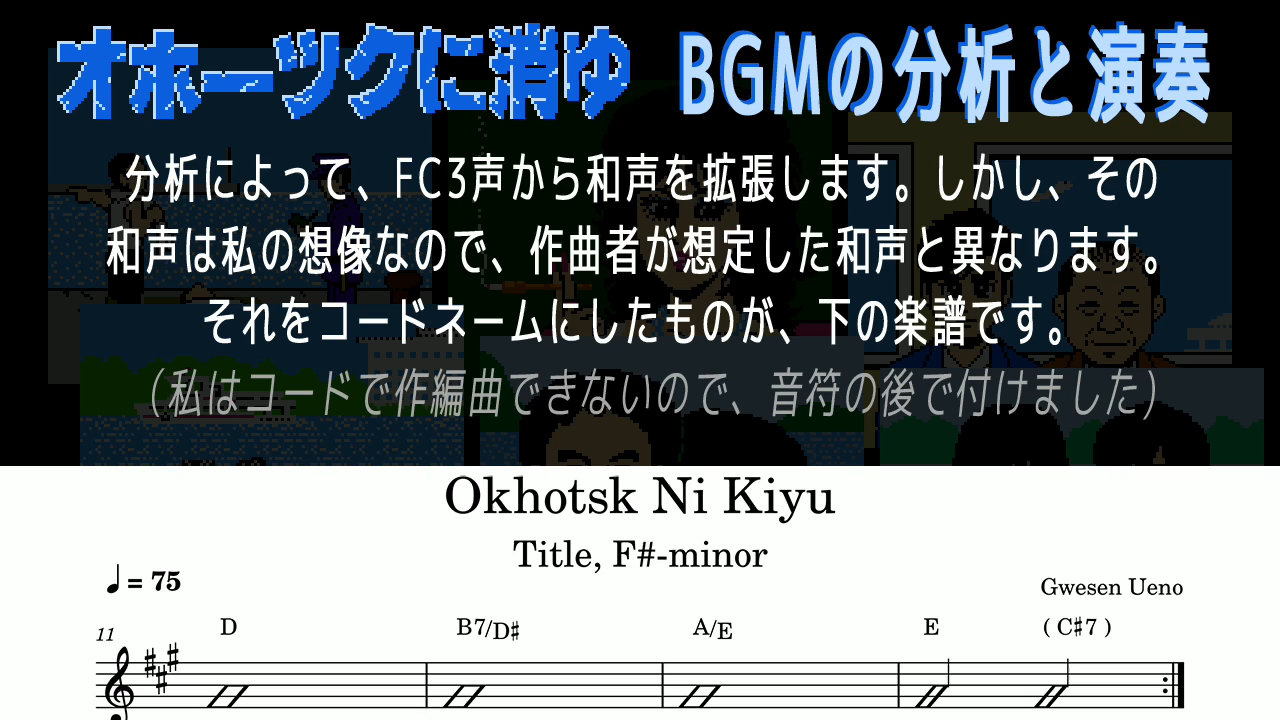 オホーツクに消ゆ BGMの分析と演奏
分析によって、FC3声から和声を拡張します。しかし、その
和声は私の想像なので、作曲者が想定した和声と異なります。
それをコードネームにしたものが、下の楽譜です。
（私はコードで作編曲できないので、音符の後で付けました）
Okhotsk Ni Kiyu
Title, F#-minor
♩= 75
Gwesen Ueno
11 D B7/D♯ A/E E ( C♯7 )